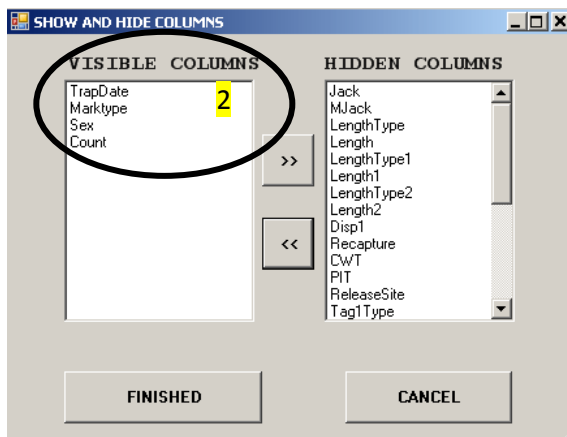 SHOW AND HIDE COLUMNS
VISIBLE COLUMNS
TrapDate
Marktype
Sex
Count
2
>>
<<
HIDDEN COLUMNS
Jack
MJack
LengthType
Length
LengthType1
Length1
LengthType2
Length2
Disp1
Recapture
CWT
PIT
ReleaseSite
Tag1Type
FINISHED
CANCEL